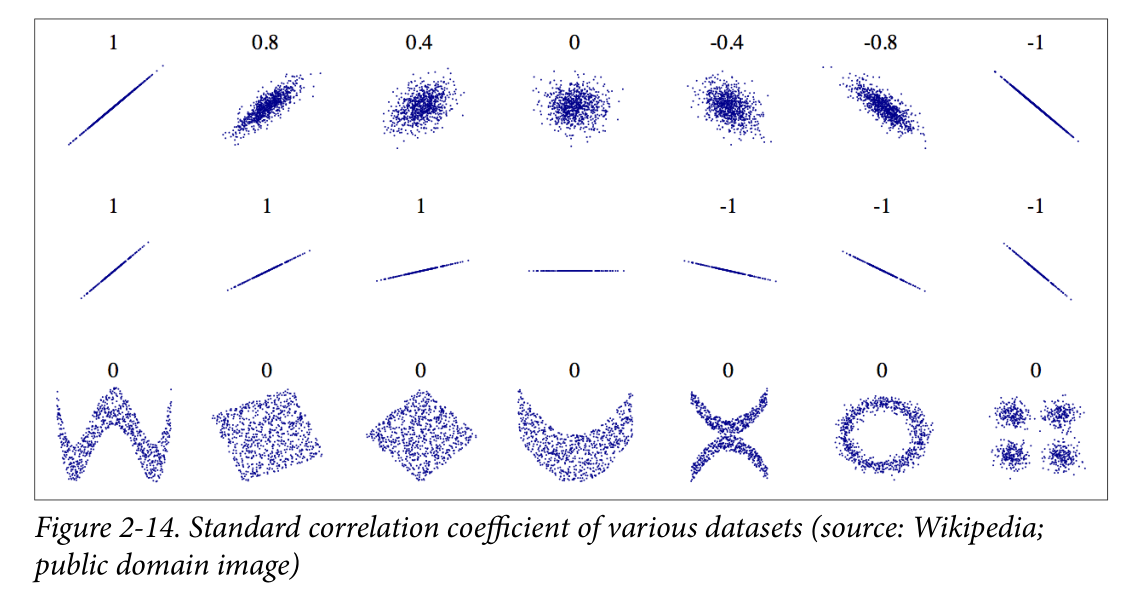 1 0.8 0.4 0 -0.4 -0.8 -1
1 1 1 -1 -1 -1
0 0 0 0 0 0 0
Figure 2-14. Standard correlation coefficient of various datasets (source: Wikipedia;
public domain image)